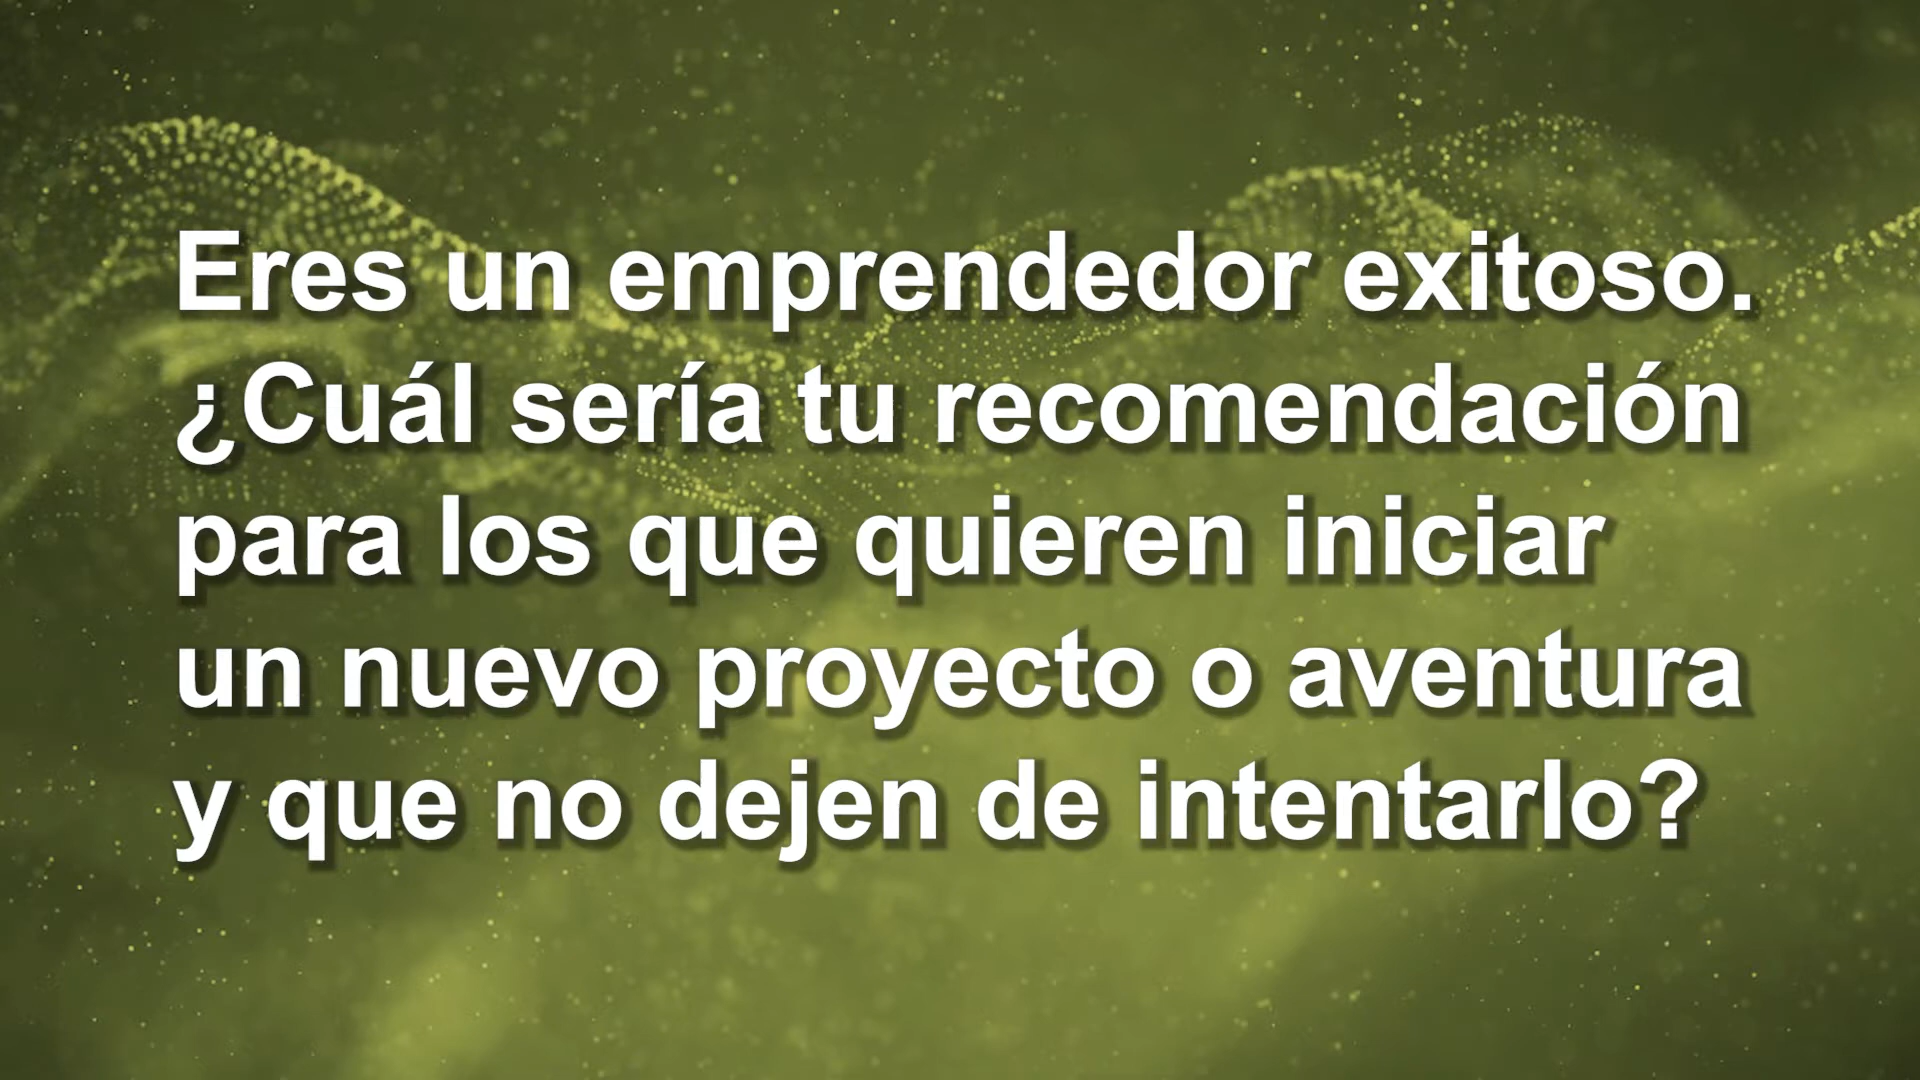 Eres un emprendedor exitoso.
¿Cuál sería tu recomendación
para los que quieren iniciar
un nuevo proyecto o aventura
y que no dejen de intentarlo?